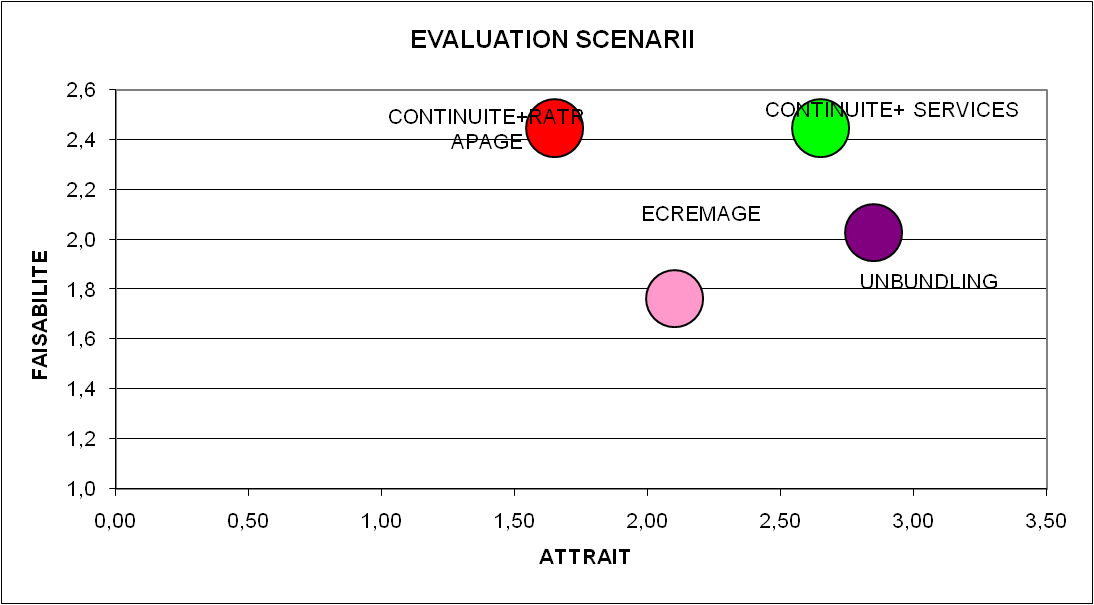 EVALUATION SCENARII
2,6
2,4
2,2
2,0
1,8
1,6
1,4
1,2
1,0
FAISABILITE
CONTINUITE+RATR
APAGE
CONTINUITE+ SERVICES
ECREMAGE
UNBUNDLING
0,00 0,50 1,00 1,50 2,00 2,50 3,00 3,50
ATTRAIT